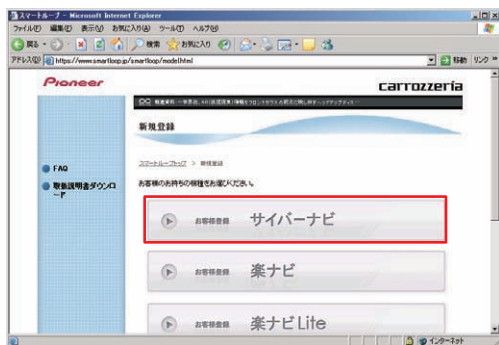 スマートループ - Microsoft Internet Explorer
ファイル(F) 編集(E) 表示(V) お気に入り(A) ツール(T) ヘルプ(H)
戻る 検索 お気に入り
アドレス(D) https://www.smartloop.jp/smartloop/model.html 移動 リンク »
Pioneer carrozzeria
新規登録
スマートループトップ > 新規登録
FAQ
取扱説明書ダウンロード
お客様のお持ちの機種をお選びください。
お客様登録 サイバーナビ
お客様登録 楽ナビ
お客様登録 楽ナビLite
インターネット